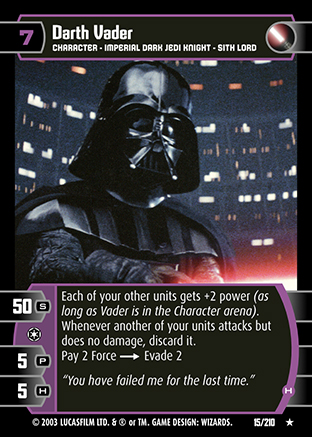 7 Darth Vader
CHARACTER - IMPERIAL DARK JEDI KNIGHT - SITH LORD
50 S
5 P
5 H
Each of your other units gets +2 power (as
long as Vader is in the Character arena).
Whenever another of your units attacks but
does no damage, discard it.
Pay 2 Force → Evade 2
“You have failed me for the last time.”
H
© 2003 LUCASFILM LTD. & ® or TM. GAME DESIGN: WIZARDS. 15/210 ★